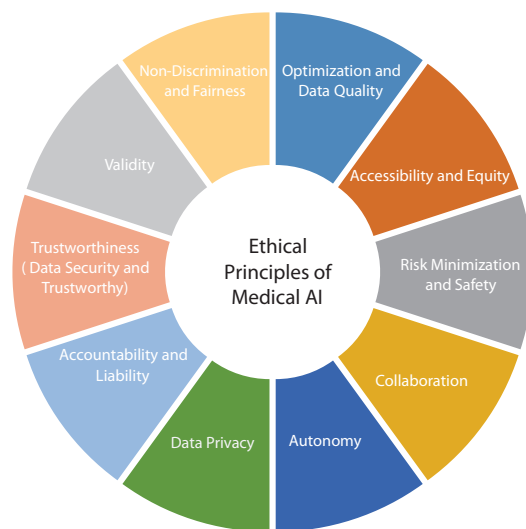 Ethical
Principles of
Medical AI
Optimization and
Data Quality
Accessibility and Equity
Risk Minimization
and Safety
Collaboration
Autonomy
Data Privacy
Accountability and
Liability
Trustworthiness
( Data Security and
Trustworthy)
Validity
Non-Discrimination
and Fairness